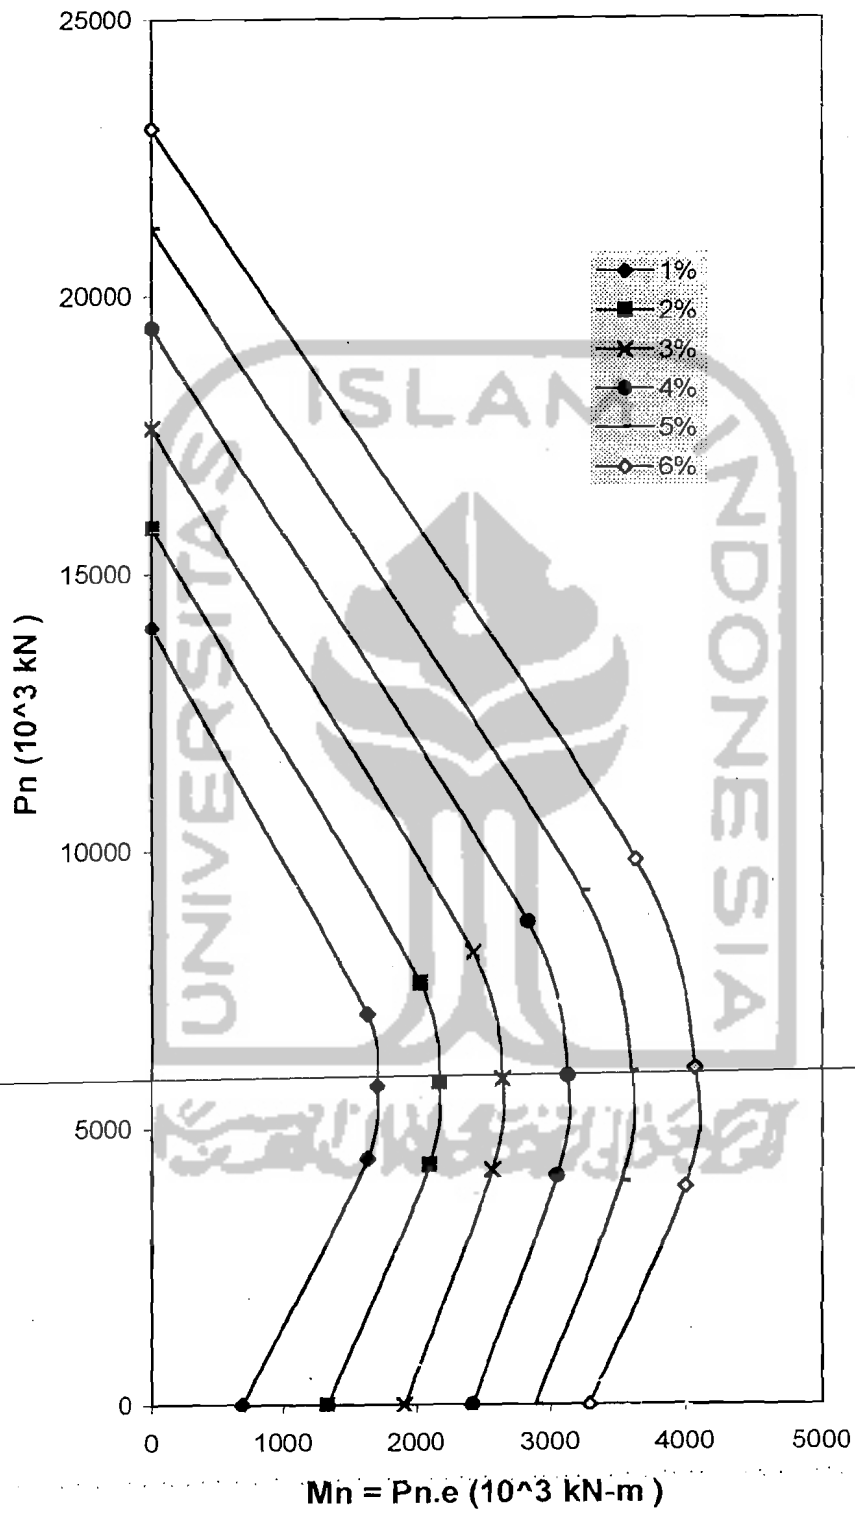 25000
20000
15000
10000
5000
0
Pn (10^3 kN )
1%
2%
3%
4%
5%
6%
ISLAM
UNIVERSITAS
INDONESIA
0 1000 2000 3000 4000 5000
Mn = Pn.e (10^3 kN-m )